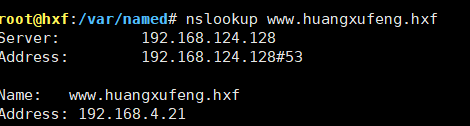 root@hxf:/var/named# nslookup www.huangxufeng.hxf
Server:         192.168.124.128
Address:        192.168.124.128#53

Name:   www.huangxufeng.hxf
Address: 192.168.4.21